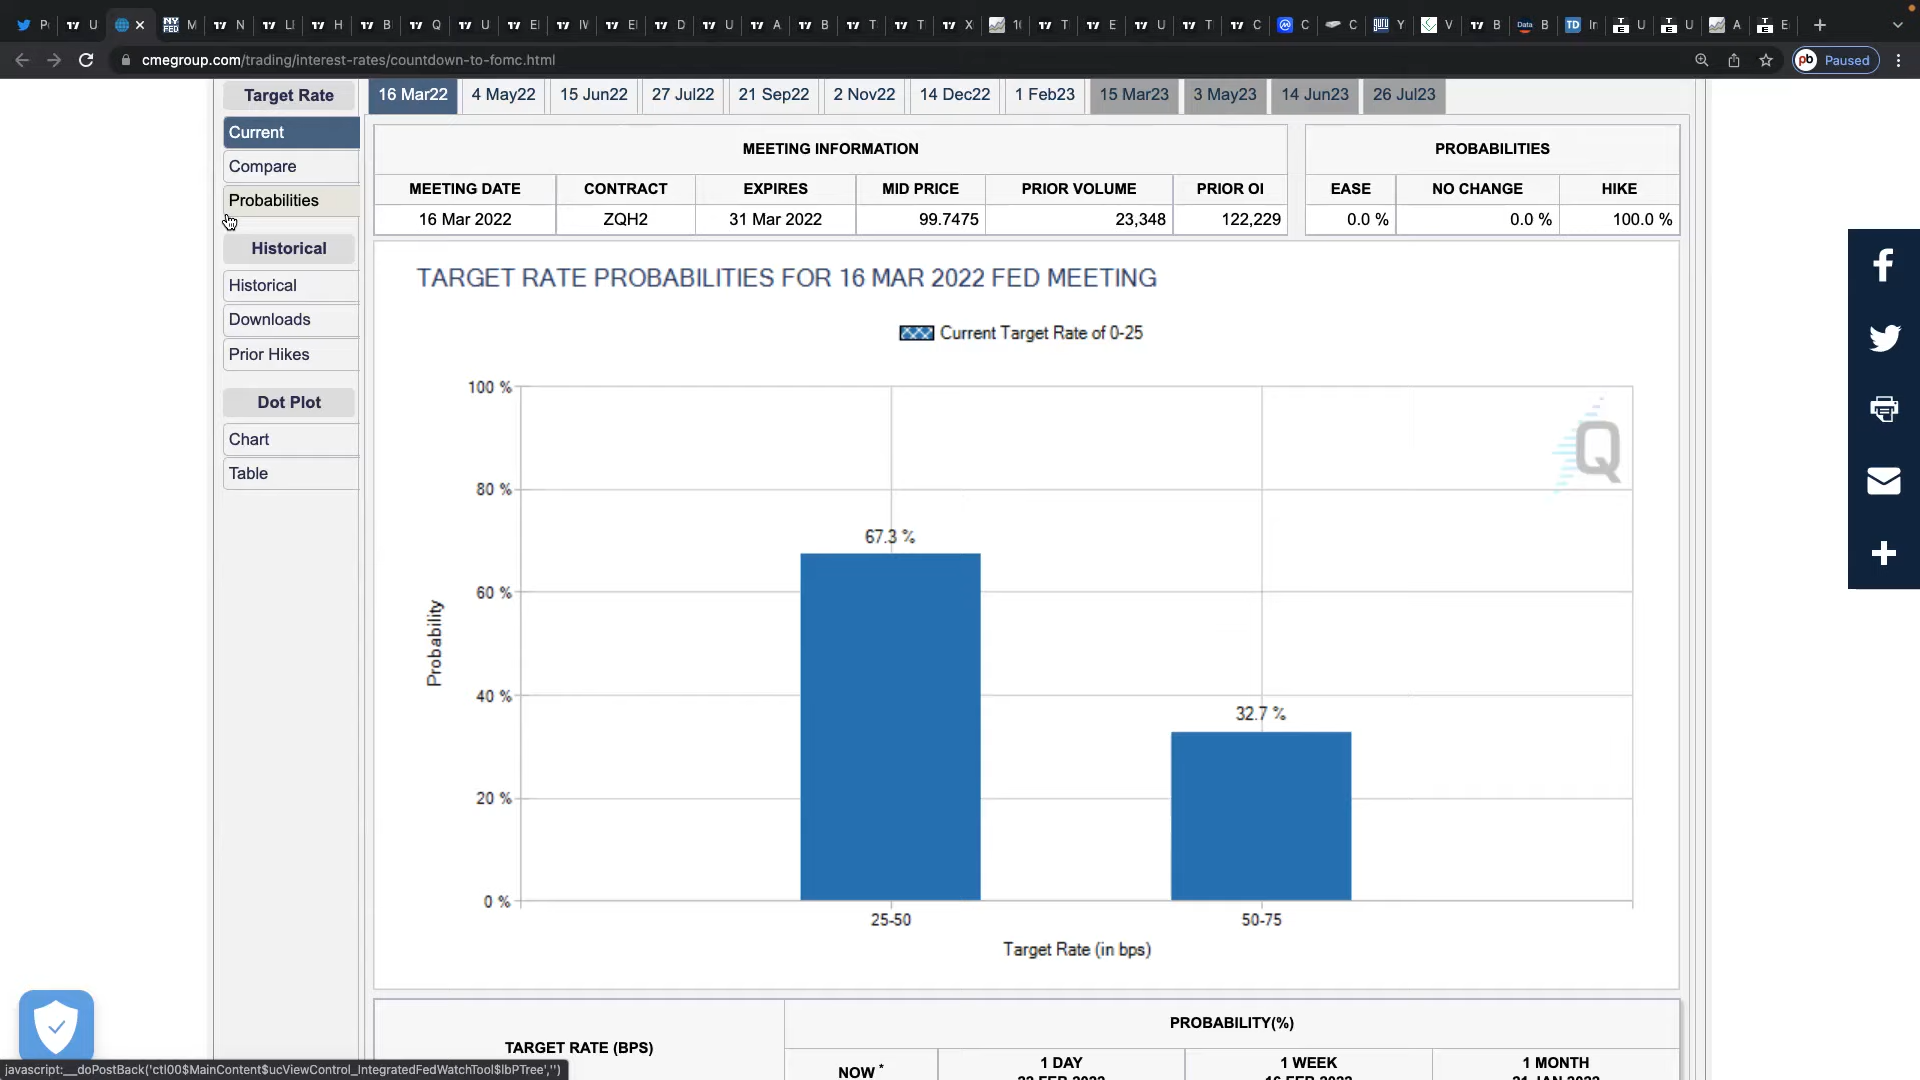 cmegroup.com/trading/interest-rates/countdown-to-fomc.html
Paused
Target Rate
Current
Compare
Probabilities
Historical
Historical
Downloads
Prior Hikes
Dot Plot
Chart
Table
16 Mar22 4 May22 15 Jun22 27 Jul22 21 Sep22 2 Nov22 14 Dec22 1 Feb23 15 Mar23 3 May23 14 Jun23 26 Jul23
MEETING INFORMATION
MEETING DATE CONTRACT EXPIRES MID PRICE PRIOR VOLUME PRIOR OI
16 Mar 2022 ZQH2 31 Mar 2022 99.7475 23,348 122,229
PROBABILITIES
EASE NO CHANGE HIKE
0.0 % 0.0 % 100.0 %
TARGET RATE PROBABILITIES FOR 16 MAR 2022 FED MEETING
Current Target Rate of 0-25
Q
100 %
80 %
60 %
40 %
20 %
0 %
Probability
67.3 %
32.7 %
25-50 50-75
Target Rate (in bps)
TARGET RATE (BPS)
PROBABILITY(%)
NOW *
1 DAY
1 WEEK
1 MONTH
javascript:__doPostBack('ctl00$MainContent$ucViewControl_IntegratedFedWatchTool$lbPTree','')